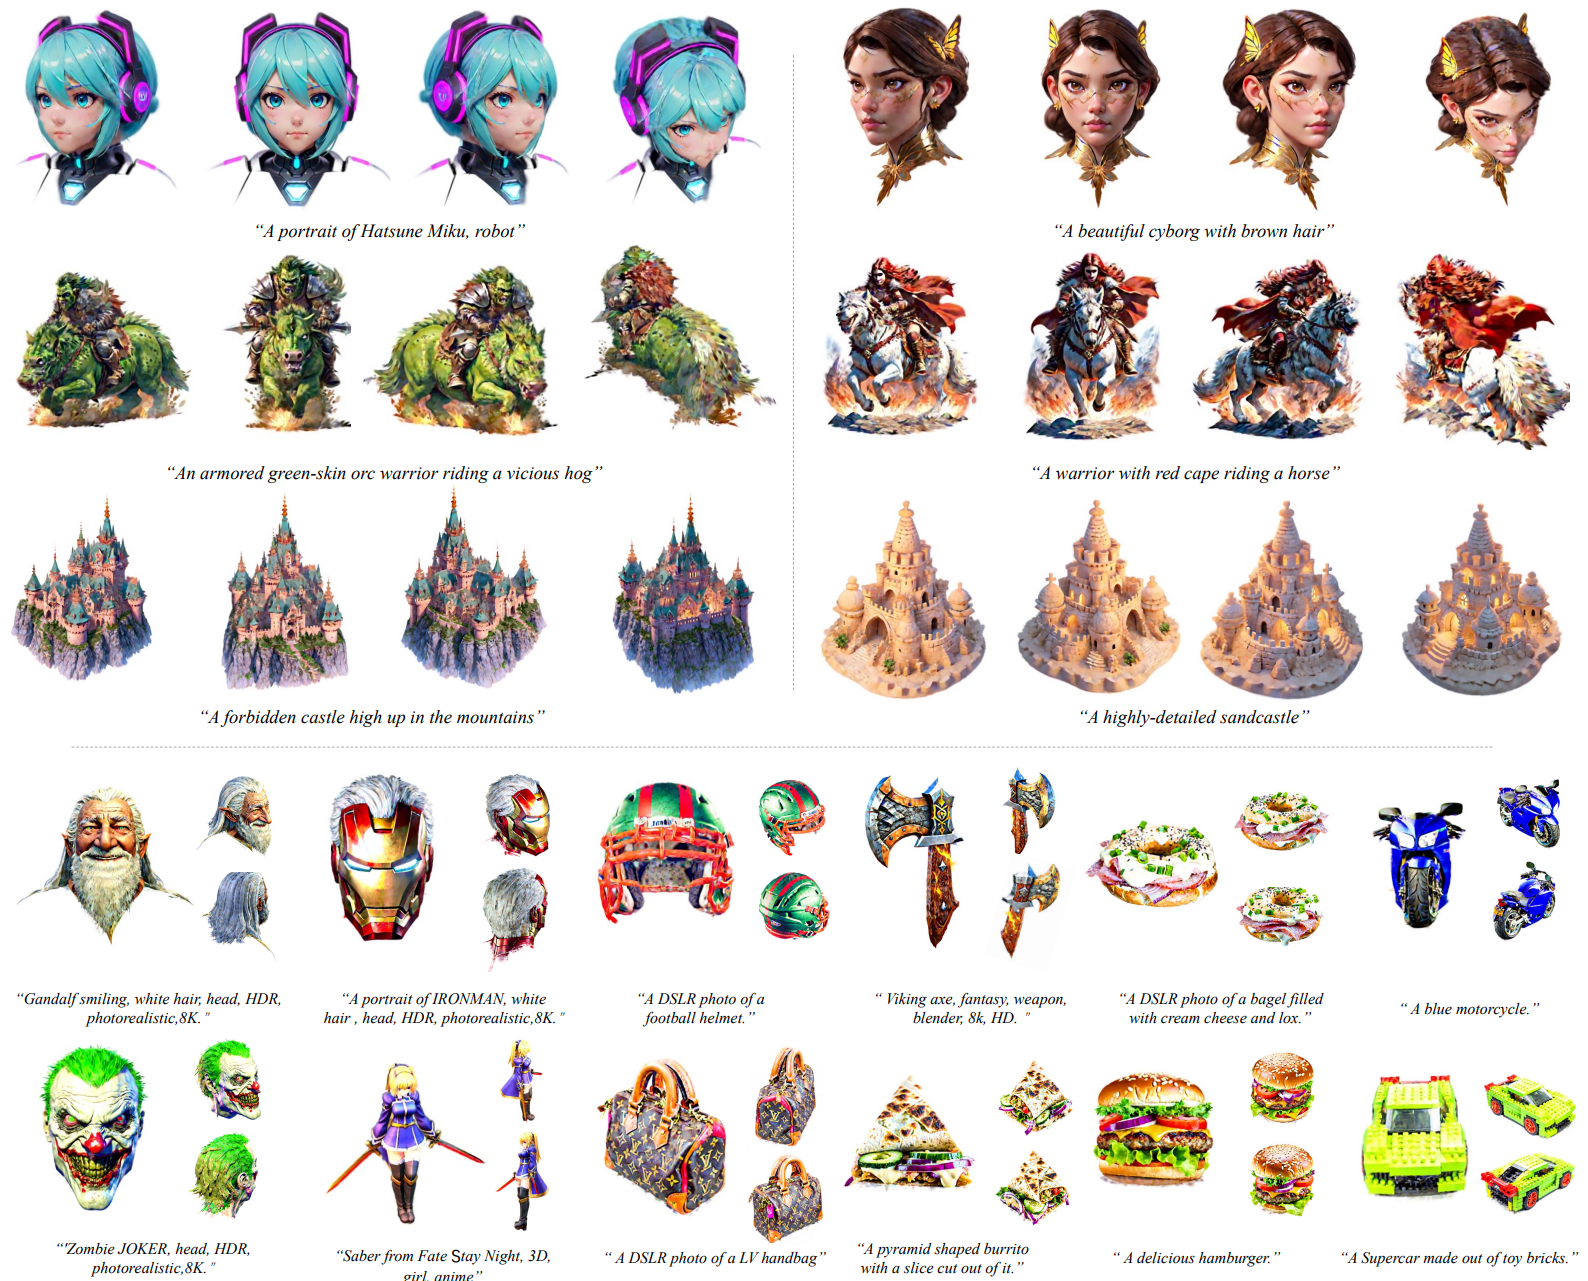 “A portrait of Hatsune Miku, robot”
“A beautiful cyborg with brown hair”
“An armored green-skin orc warrior riding a vicious hog”
“A warrior with red cape riding a horse”
“A forbidden castle high up in the mountains”
“A highly-detailed sandcastle”
“Gandalf smiling, white hair, head, HDR,
photorealistic,8K."
“A portrait of IRONMAN, white
hair , head, HDR, photorealistic,8K."
“A DSLR photo of a
football helmet.”
“ Viking axe, fantasy, weapon,
blender, 8k, HD. "
“A DSLR photo of a bagel filled
with cream cheese and lox.”
“ A blue motorcycle.”
“'Zombie JOKER, head, HDR,
photorealistic,8K."
“Saber from Fate Stay Night, 3D,
girl, anime”
“ A DSLR photo of a LV handbag”
“A pyramid shaped burrito
with a slice cut out of it.”
“ A delicious hamburger.”
“A Supercar made out of toy bricks.”